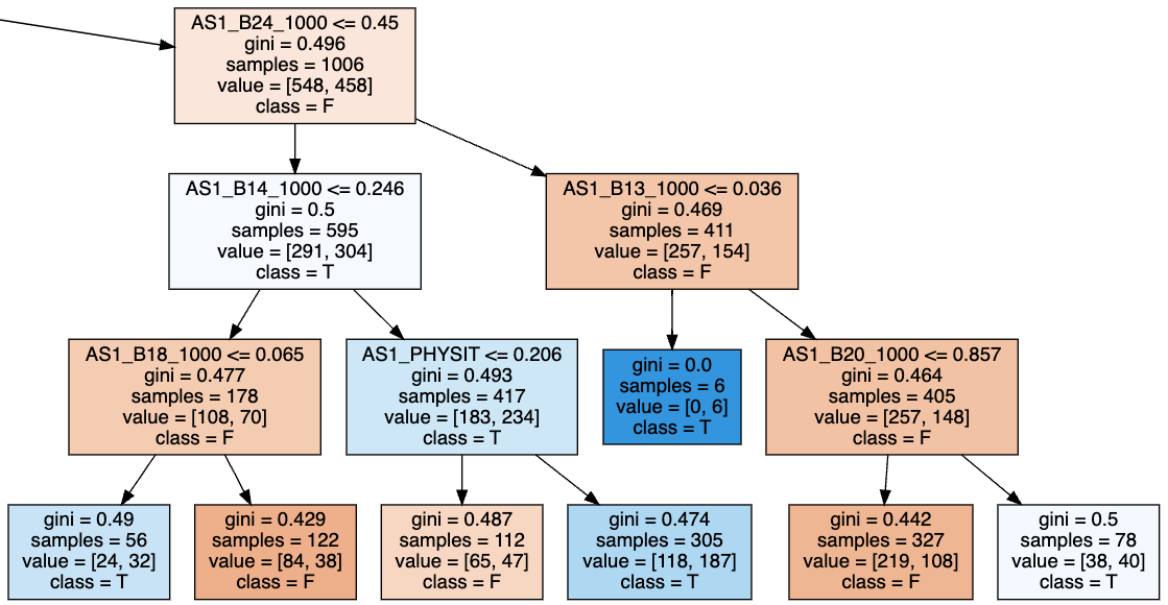 AS1_B24_1000 <= 0.45
gini = 0.496
samples = 1006
value = [548, 458]
class = F
AS1_B14_1000 <= 0.246
gini = 0.5
samples = 595
value = [291, 304]
class = T
AS1_B13_1000 <= 0.036
gini = 0.469
samples = 411
value = [257, 154]
class = F
AS1_B18_1000 <= 0.065
gini = 0.477
samples = 178
value = [108, 70]
class = F
AS1_PHYSIT <= 0.206
gini = 0.493
samples = 417
value = [183, 234]
class = T
gini = 0.0
samples = 6
value = [0, 6]
class = T
AS1_B20_1000 <= 0.857
gini = 0.464
samples = 405
value = [257, 148]
class = F
gini = 0.49
samples = 56
value = [24, 32]
class = T
gini = 0.429
samples = 122
value = [84, 38]
class = F
gini = 0.487
samples = 112
value = [65, 47]
class = F
gini = 0.474
samples = 305
value = [118, 187]
class = T
gini = 0.442
samples = 327
value = [219, 108]
class = F
gini = 0.5
samples = 78
value = [38, 40]
class = T